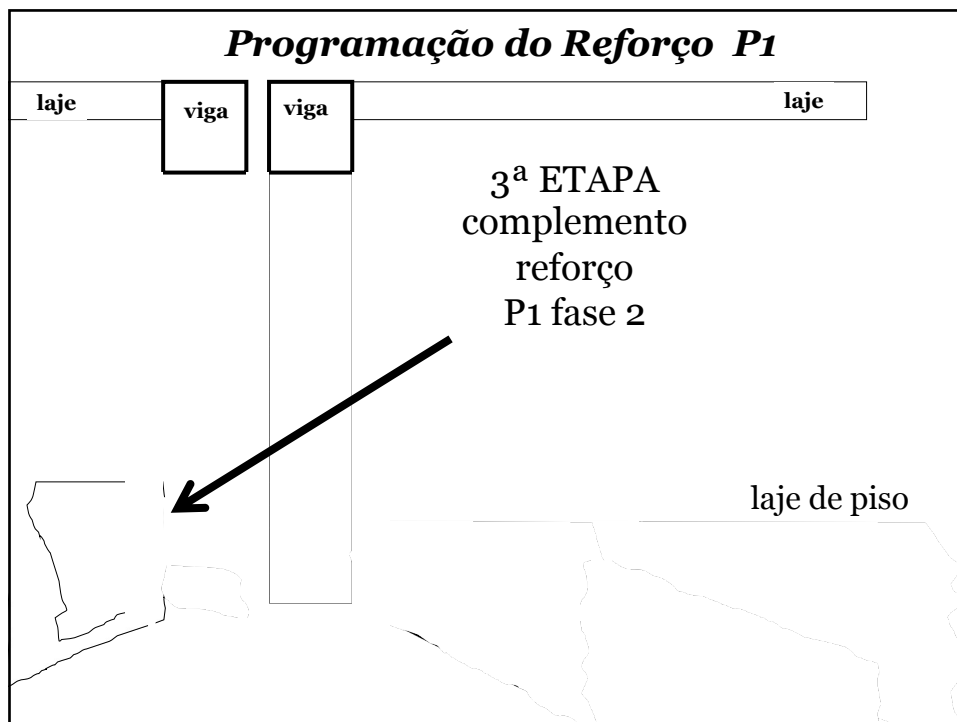 Programação do Reforço P1
laje
viga
viga
laje
3ª ETAPA
complemento
reforço
P1 fase 2
laje de piso